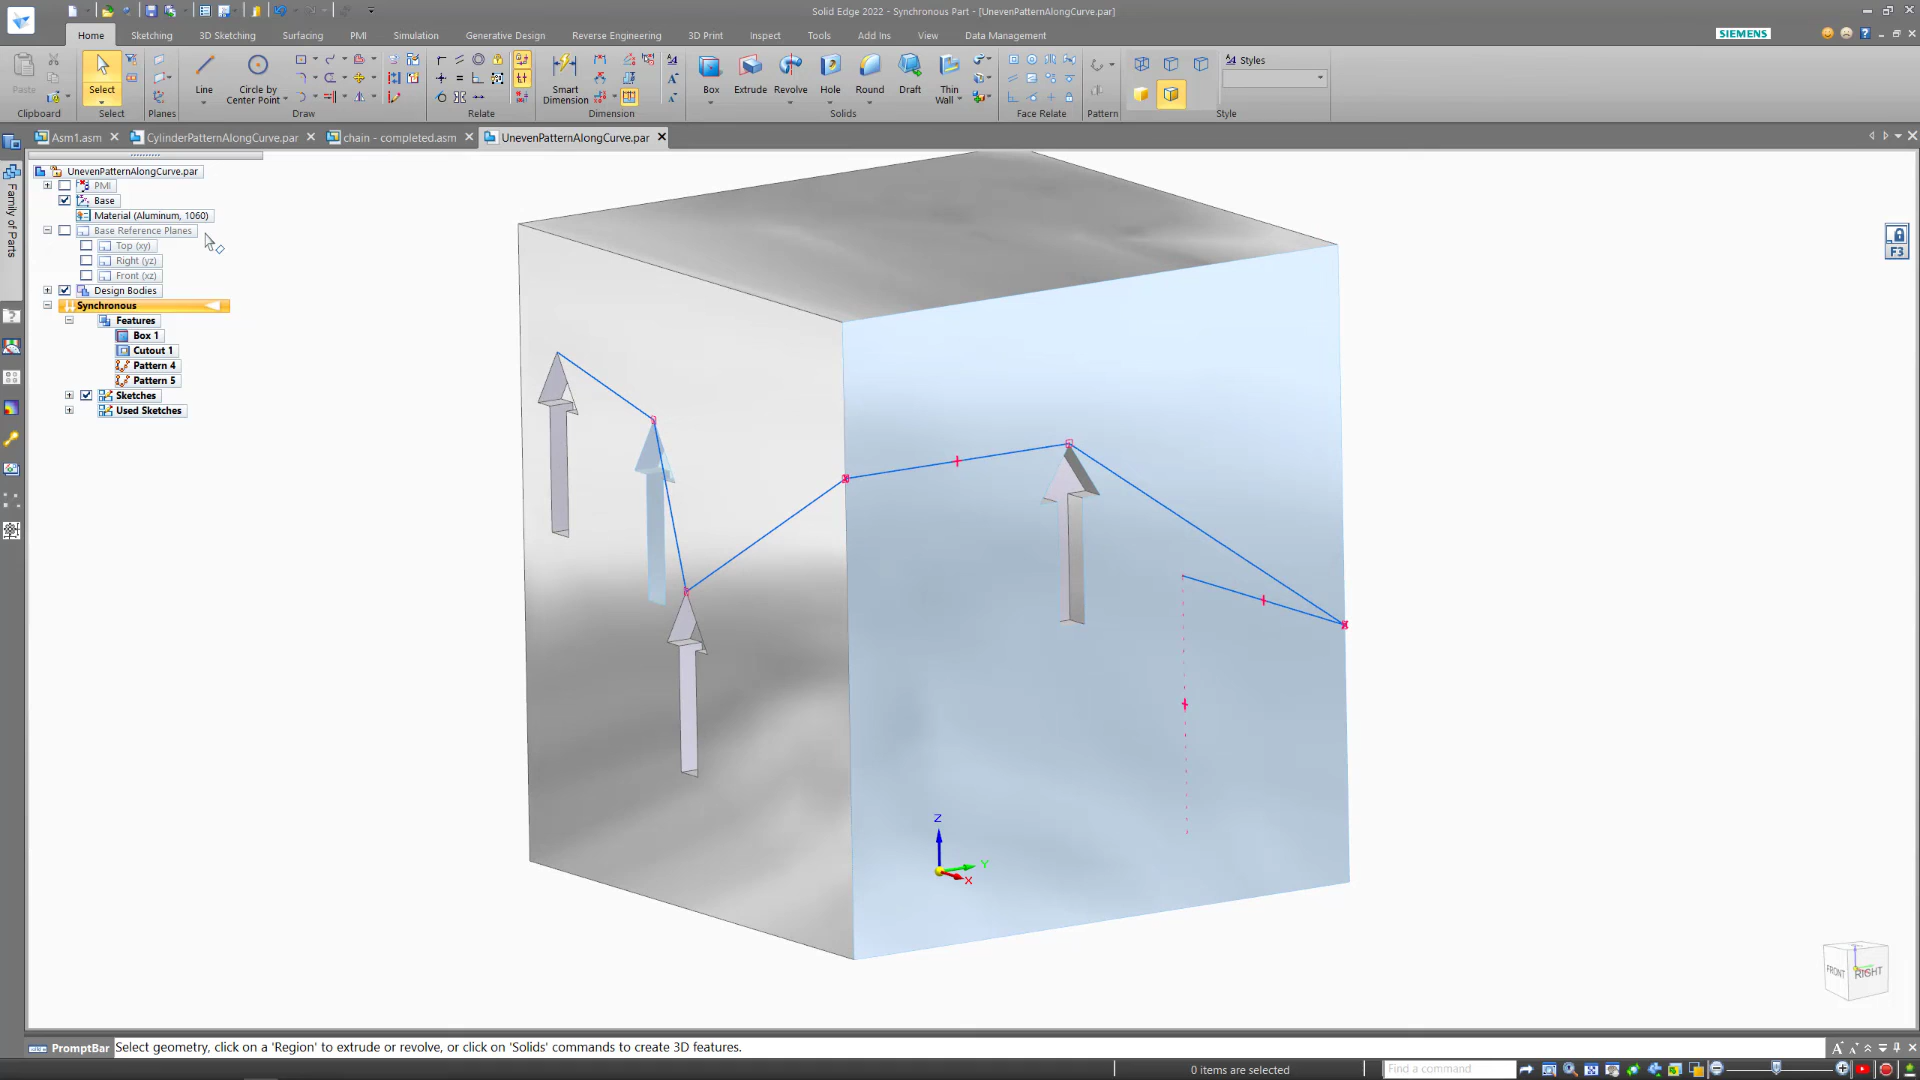 Solid Edge 2022 - Synchronous Part - [UnevenPatternAlongCurve.par]
Home Sketching 3D Sketching Surfacing PMI Simulation Generative Design Reverse Engineering 3D Print Inspect Tools Add Ins View Data Management SIEMENS
Paste Select Line Circle by Center Point Smart Dimension Box Extrude Revolve Hole Round Draft Thin Wall Styles
Clipboard Select Planes Draw Relate Dimension Solids Face Relate Pattern Style
Asm1.asm CylinderPatternAlongCurve.par chain - completed.asm UnevenPatternAlongCurve.par
Family of Parts
UnevenPatternAlongCurve.par
PMI
Base
Material (Aluminum, 1060)
Base Reference Planes
Top (xy)
Right (yz)
Front (xz)
Design Bodies
Synchronous
Features
Box 1
Cutout 1
Pattern 4
Pattern 5
Sketches
Used Sketches
F3
Z
Y
X
FRONT RIGHT
PromptBar Select geometry, click on a 'Region' to extrude or revolve, or click on 'Solids' commands to create 3D features.
0 items are selected Find a command